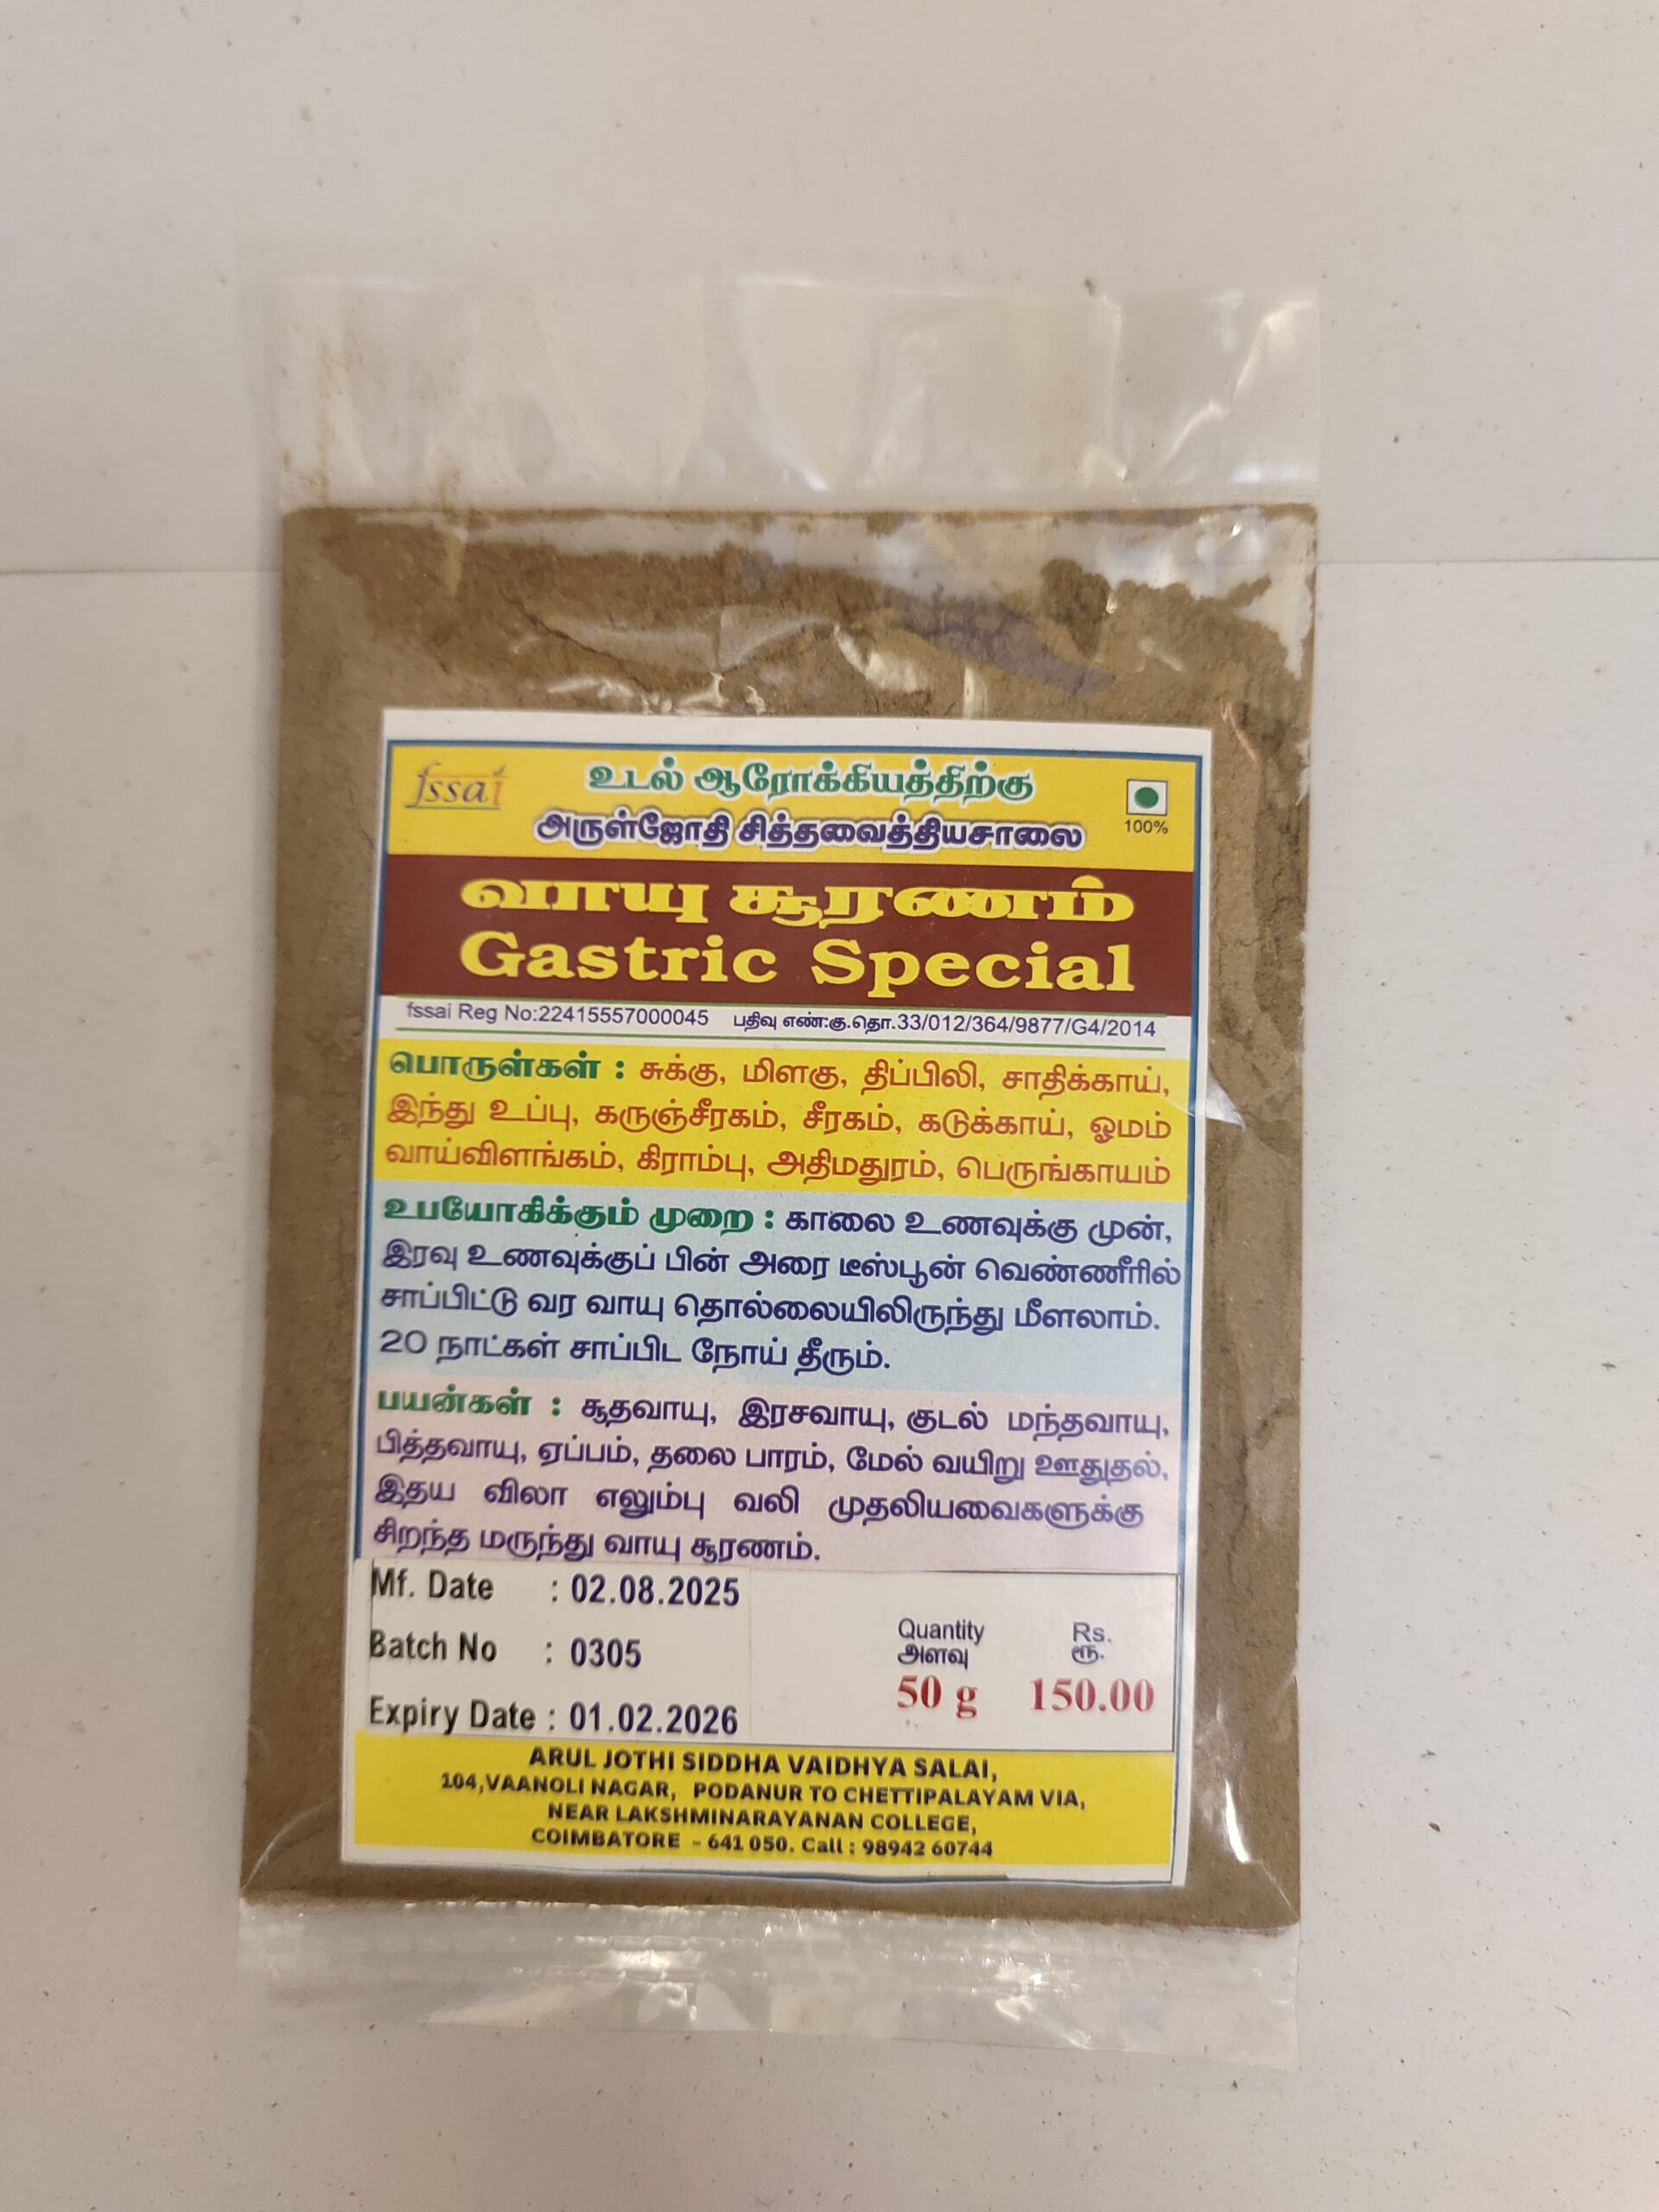 fssai
உடல் ஆரோக்கியத்திற்கு
அருள்ஜோதி சித்தவைத்தியசாலை
100%
வாயு சூரணம்
Gastric Special
fssai Reg No:22415557000045 பதிவு எண்:கு.தொ.33/012/364/9877/G4/2014
பொருள்கள் : சுக்கு, மிளகு, திப்பிலி, சாதிக்காய்,
இந்து உப்பு, கருஞ்சீரகம், சீரகம், கடுக்காய், ஓமம்
வாய்விளங்கம், கிராம்பு, அதிமதுரம், பெருங்காயம்
உபயோகிக்கும் முறை : காலை உணவுக்கு முன்,
இரவு உணவுக்குப் பின் அரை டீஸ்பூன் வெண்ணீரில்
சாப்பிட்டு வர வாயு தொல்லையிலிருந்து மீளலாம்.
20 நாட்கள் சாப்பிட நோய் தீரும்.
பயன்கள் : சூதவாயு, இரசவாயு, குடல் மந்தவாயு,
பித்தவாயு, ஏப்பம், தலை பாரம், மேல் வயிறு ஊதுதல்,
இதய விலா எலும்பு வலி முதலியவைகளுக்கு
சிறந்த மருந்து வாயு சூரணம்.
Mf. Date : 02.08.2025
Batch No : 0305
Expiry Date : 01.02.2026
Quantity Rs.
அளவு ரூ.
50 g 150.00
ARUL JOTHI SIDDHA VAIDHYA SALAI,
104,VAANOLI NAGAR, PODANUR TO CHETTIPALAYAM VIA,
NEAR LAKSHMINARAYANAN COLLEGE,
COIMBATORE - 641 050. Call : 98942 60744